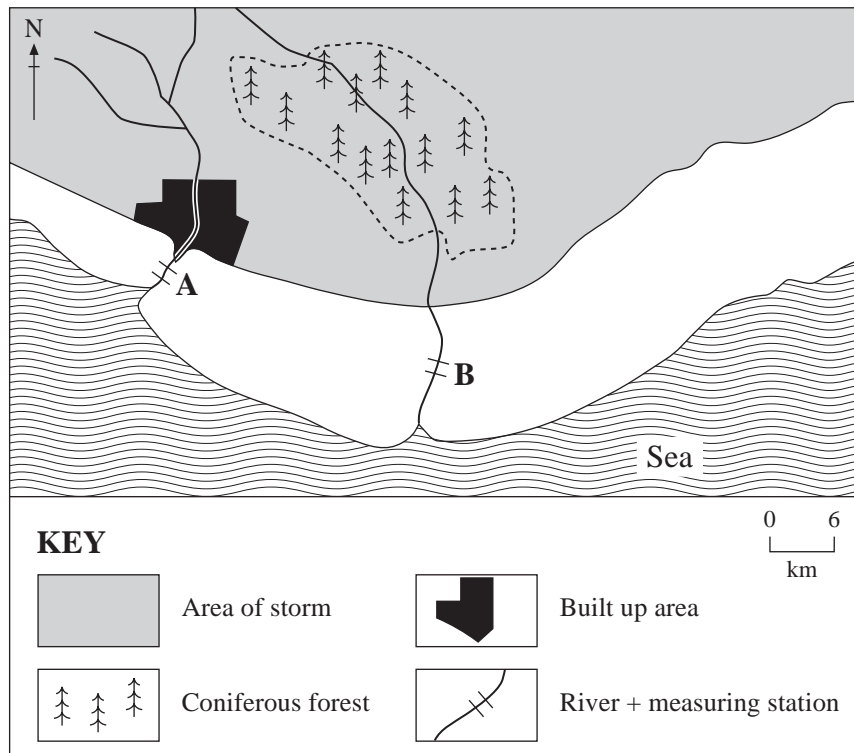 N
A
B
Sea
0 6
km
KEY
Area of storm
Built up area
Coniferous forest
River + measuring station